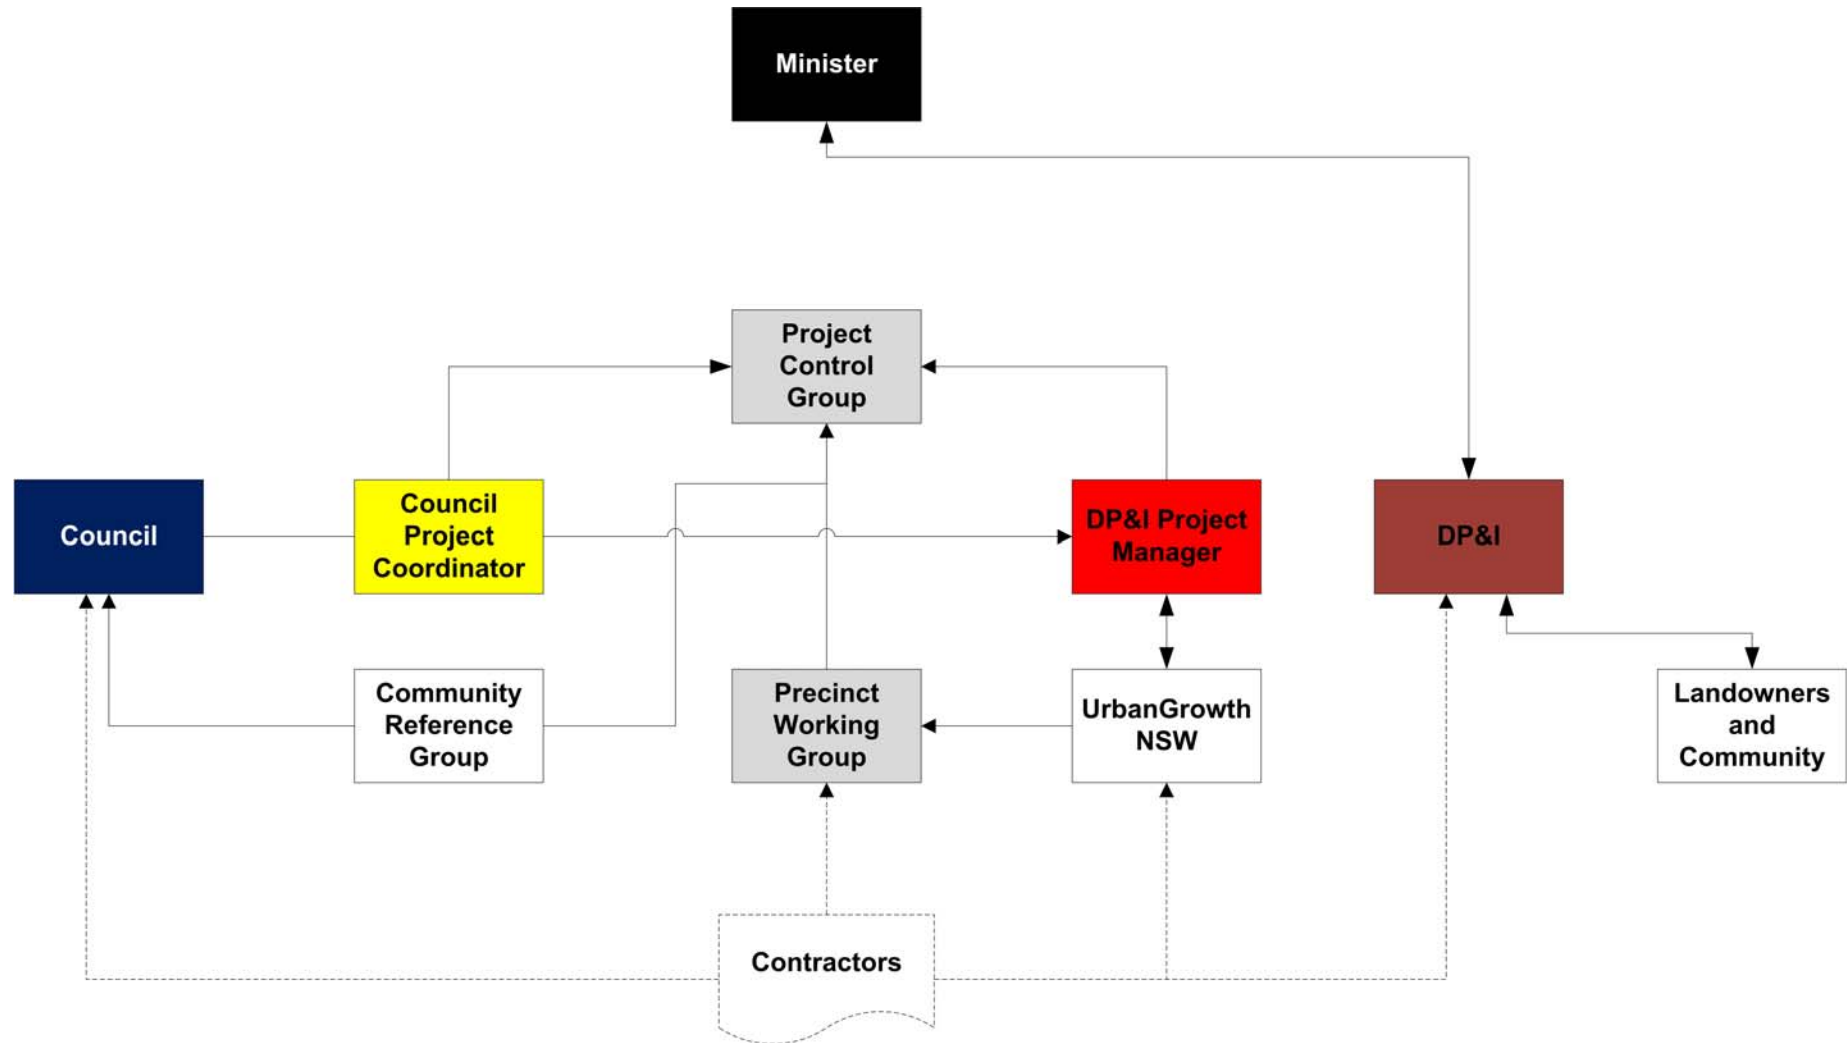 Minister
Project
Control
Group
Council
Council
Project
Coordinator
DP&I Project
Manager
DP&I
Community
Reference
Group
Precinct
Working
Group
UrbanGrowth
NSW
Landowners
and
Community
Contractors